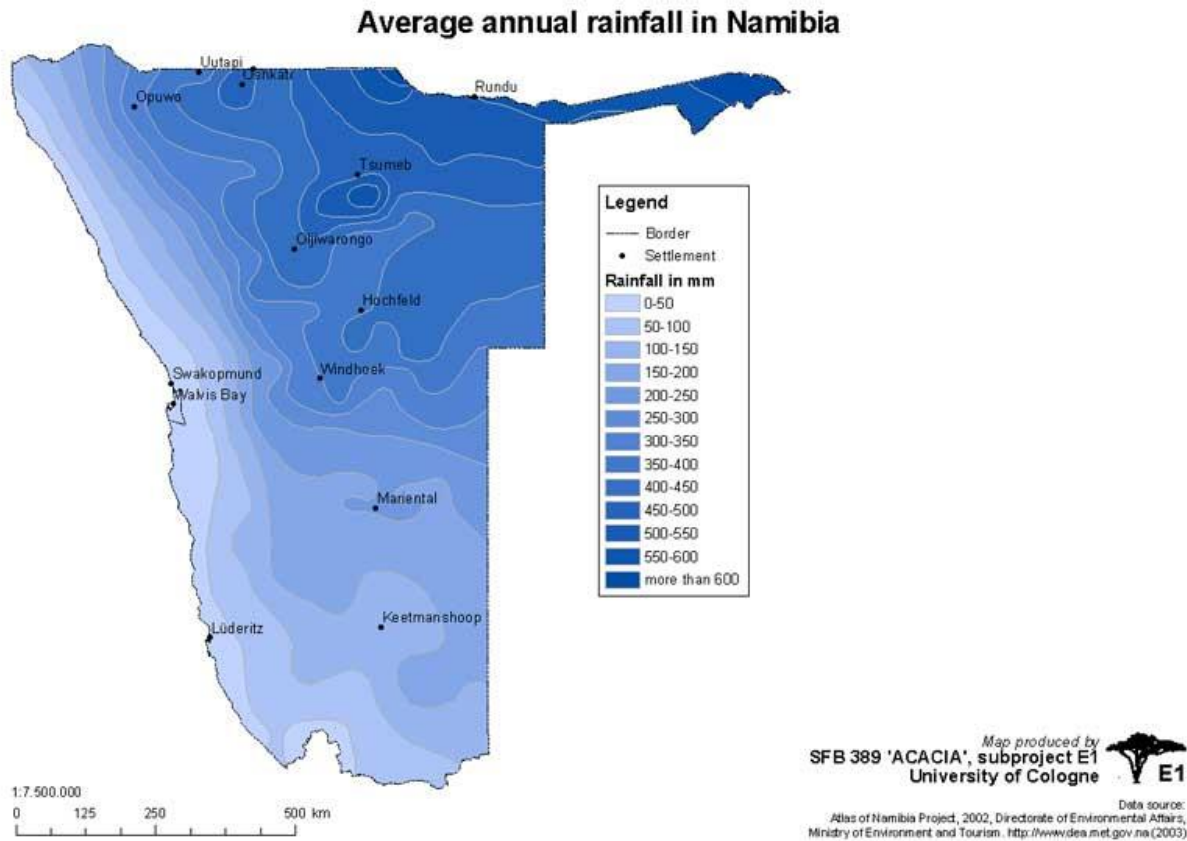 Average annual rainfall in Namibia
Uutapi
Oshkati
Opuwo
Rundu
Tsumeb
Otjiwarongo
Hochfeld
Windhoek
Swakopmund
Walvis Bay
Mariental
Keetmanshoop
Lüderitz
Legend
Border
Settlement
Rainfall in mm
0-50
50-100
100-150
150-200
200-250
250-300
300-350
350-400
400-450
450-500
500-550
550-600
more than 600
1:7.500.000
0 125 250 500 km
Map produced by
SFB 389 'ACACIA', subproject E1
University of Cologne
E1
Data source:
Atlas of Namibia Project, 2002, Directorate of Environmental Affairs,
Ministry of Environment and Tourism. http://www.dea.met.gov.na (2003)